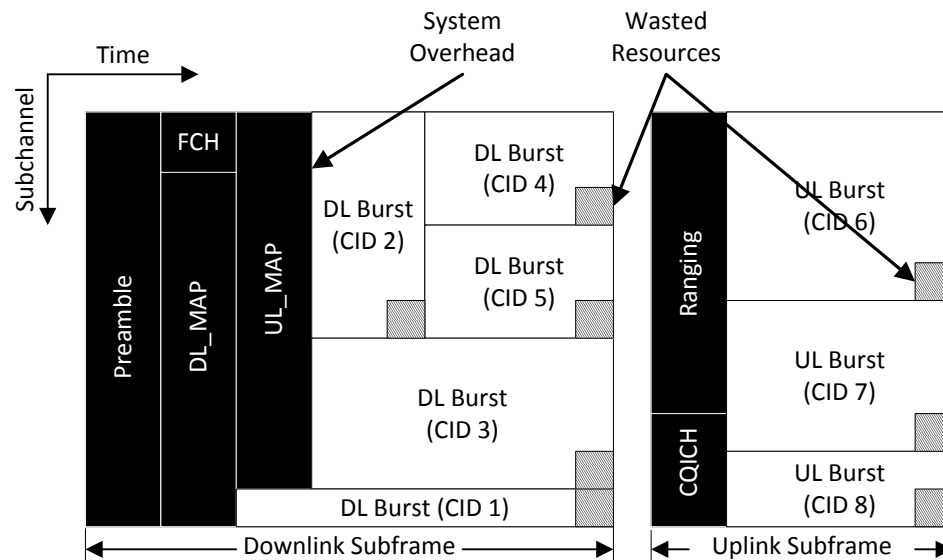 System
Overhead
Wasted
Resources
Time
Subchannel
Preamble
FCH
DL_MAP
UL_MAP
DL Burst
(CID 2)
DL Burst
(CID 4)
DL Burst
(CID 5)
DL Burst
(CID 3)
DL Burst (CID 1)
Ranging
CQICH
UL Burst
(CID 6)
UL Burst
(CID 7)
UL Burst
(CID 8)
Downlink Subframe
Uplink Subframe